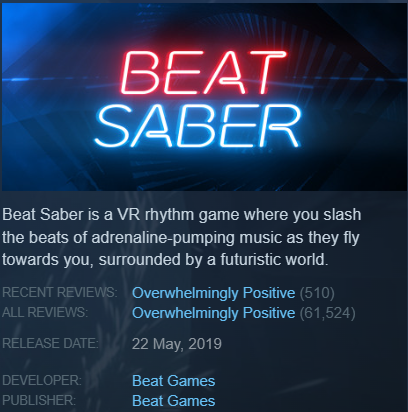 BEAT
SABER
Beat Saber is a VR rhythm game where you slash
the beats of adrenaline-pumping music as they fly
towards you, surrounded by a futuristic world.
RECENT REVIEWS: Overwhelmingly Positive (510)
ALL REVIEWS: Overwhelmingly Positive (61,524)
RELEASE DATE: 22 May, 2019
DEVELOPER: Beat Games
PUBLISHER: Beat Games